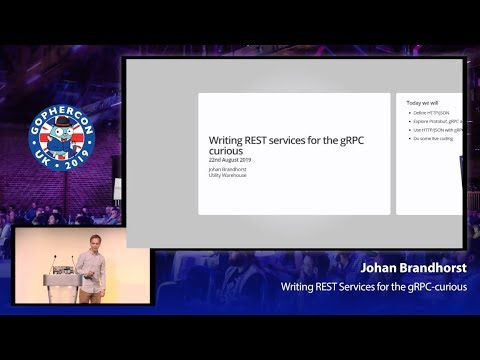 GOPHERCON
UK 2019
Writing REST services for the gRPC
curious
22nd August 2019
Johan Brandhorst
Utility Warehouse
Today we will
Define HTTP/JSON
Explore Protobuf, gRPC a
Use HTTP/JSON with gRP
Do some live coding
Johan Brandhorst
Writing REST Services for the gRPC-curious